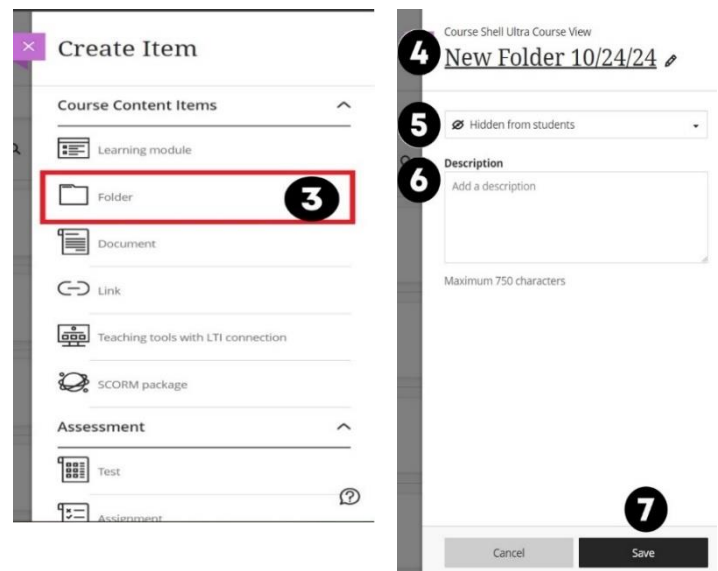 Create Item
Course Content Items
Learning module
Folder
3
Document
Link
Teaching tools with LTI connection
SCORM package
Assessment
Test
Assignment
Course Shell Ultra Course View
4
New Folder 10/24/24
5
Hidden from students
Description
6
Add a description
Maximum 750 characters
7
Cancel
Save